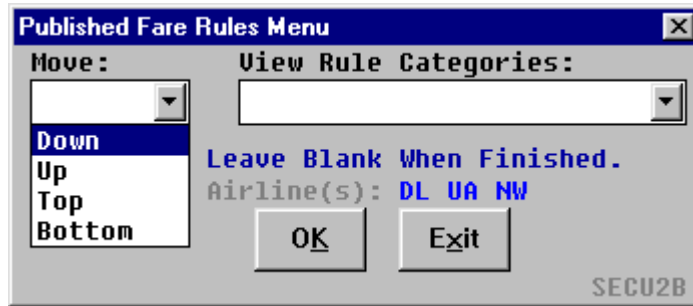 Published Fare Rules Menu
Move: View Rule Categories:
Down
Up
Top
Bottom
Leave Blank When Finished.
Airline(s): DL UA NW
OK Exit
SECU2B